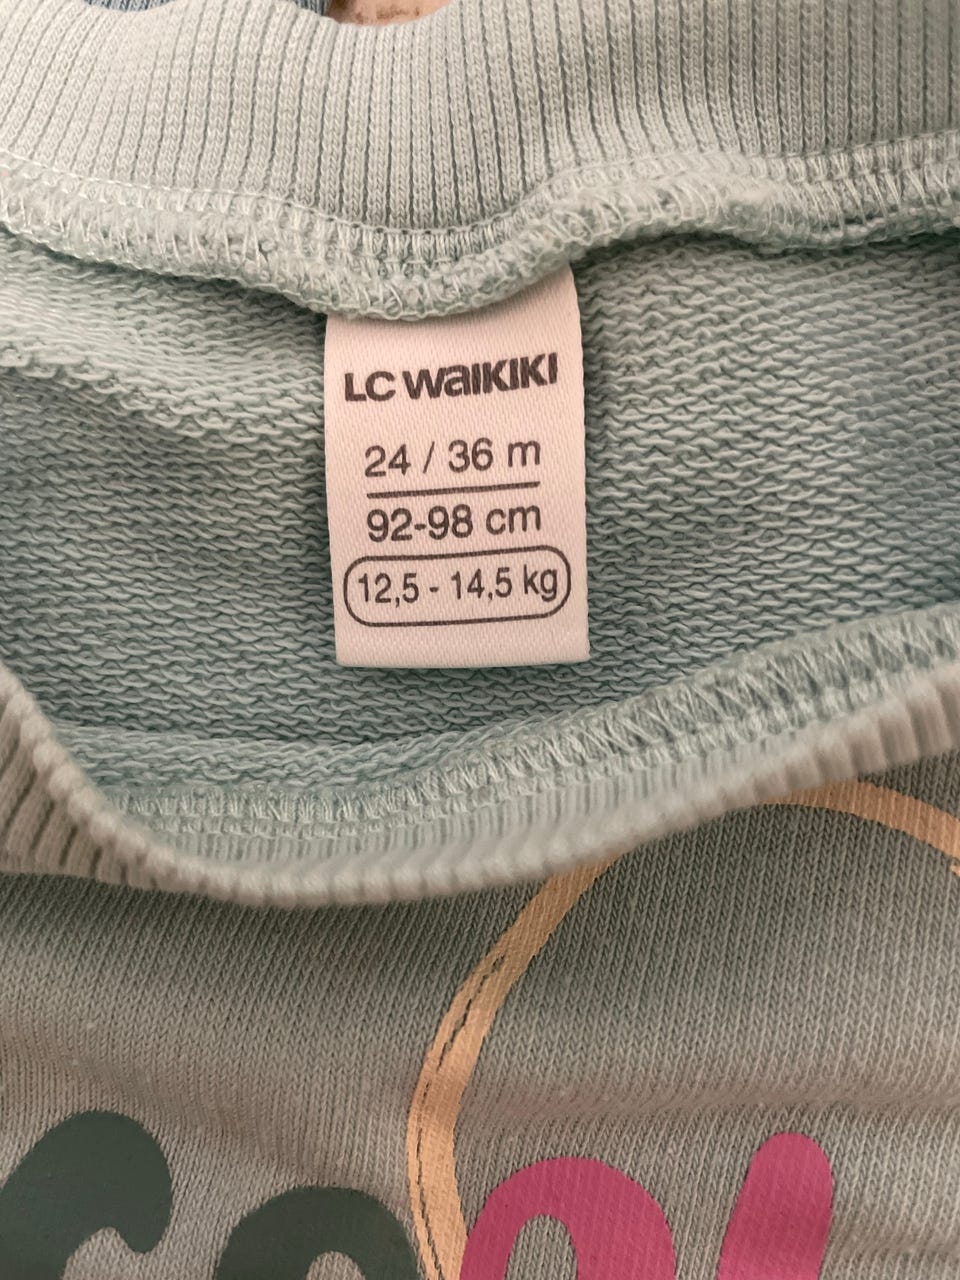 LC WAIKIKI
24 / 36 m
92-98 cm
12,5 - 14,5 kg